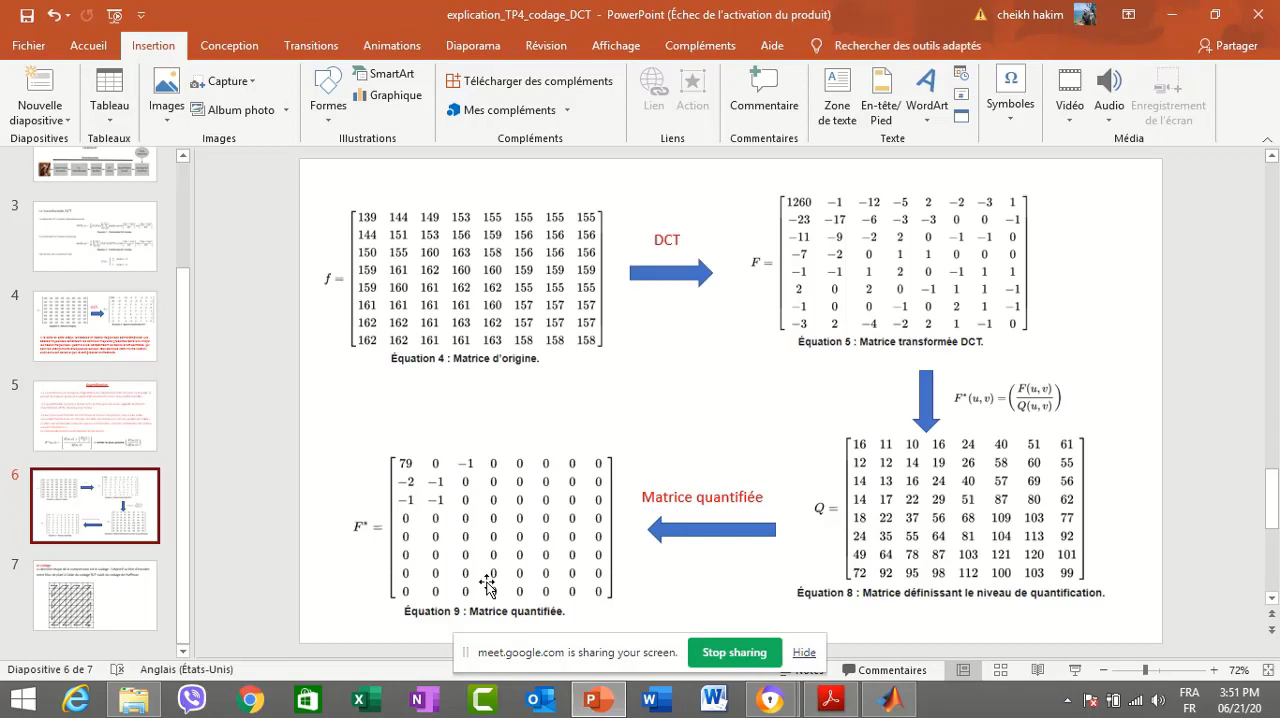 explication_TP4_codage_DCT - PowerPoint (Échec de l'activation du produit)
cheikh hakim
Fichier Accueil Insertion Conception Transitions Animations Diaporama Révision Affichage Compléments Aide Rechercher des outils adaptés Partager
Nouvelle diapositive
Diapositives
Tableau
Tableaux
Images
Capture
Album photo
Images
Formes
SmartArt
Graphique
Illustrations
Télécharger des compléments
Mes compléments
Compléments
Lien
Action
Liens
Commentaire
Commentaires
Zone de texte
En-tête/ Pied
WordArt
Texte
Symboles
Vidéo
Audio
Enregistrement de l'écran
Média
3
4
5
Quantification
6
7
f =
139 144 149 153 155 155 155 155
144 151 153 156 159 156 156 156
150 155 160 163 158 156 156 156
159 161 162 160 160 159 159 159
159 160 161 162 162 155 155 155
161 161 161 161 160 157 157 157
162 162 161 163 162 157 157 157
162 162 161 161 163 158 158 158
Équation 4 : Matrice d'origine.
DCT
F =
1260 −1 −12 −5 2 −2 −3 1
−23 −17 −6 −3 −3 0 0 −1
−11 −9 −2 2 0 −1 −1 0
−7 −2 0 1 1 0 0 0
−1 −1 1 2 0 −1 1 1
2 0 2 0 −1 1 1 −1
−1 0 0 −1 0 2 1 −1
−3 2 −4 −2 2 1 −1 0
Équation 5 : Matrice transformée DCT.
F*(u, v) = (F(u, v) / Q(u, v))
Q =
16 11 10 16 24 40 51 61
12 12 14 19 26 58 60 55
14 13 16 24 40 57 69 56
14 17 22 29 51 87 80 62
18 22 37 56 68 109 103 77
24 35 55 64 81 104 113 92
49 64 78 87 103 121 120 101
72 92 95 98 112 100 103 99
Équation 8 : Matrice définissant le niveau de quantification.
Matrice quantifiée
F* =
79 0 −1 0 0 0 0 0
−2 −1 0 0 0 0 0 0
−1 −1 0 0 0 0 0 0
0 0 0 0 0 0 0 0
0 0 0 0 0 0 0 0
0 0 0 0 0 0 0 0
0 0 0 0 0 0 0
0 0 0 0 0 0 0 0
Équation 9 : Matrice quantifiée.
meet.google.com is sharing your screen.
Stop sharing
Hide
Diapositive 6 de 7
Anglais (États-Unis)
Commentaires
72%
FR
FR
3:51 PM
06/21/20